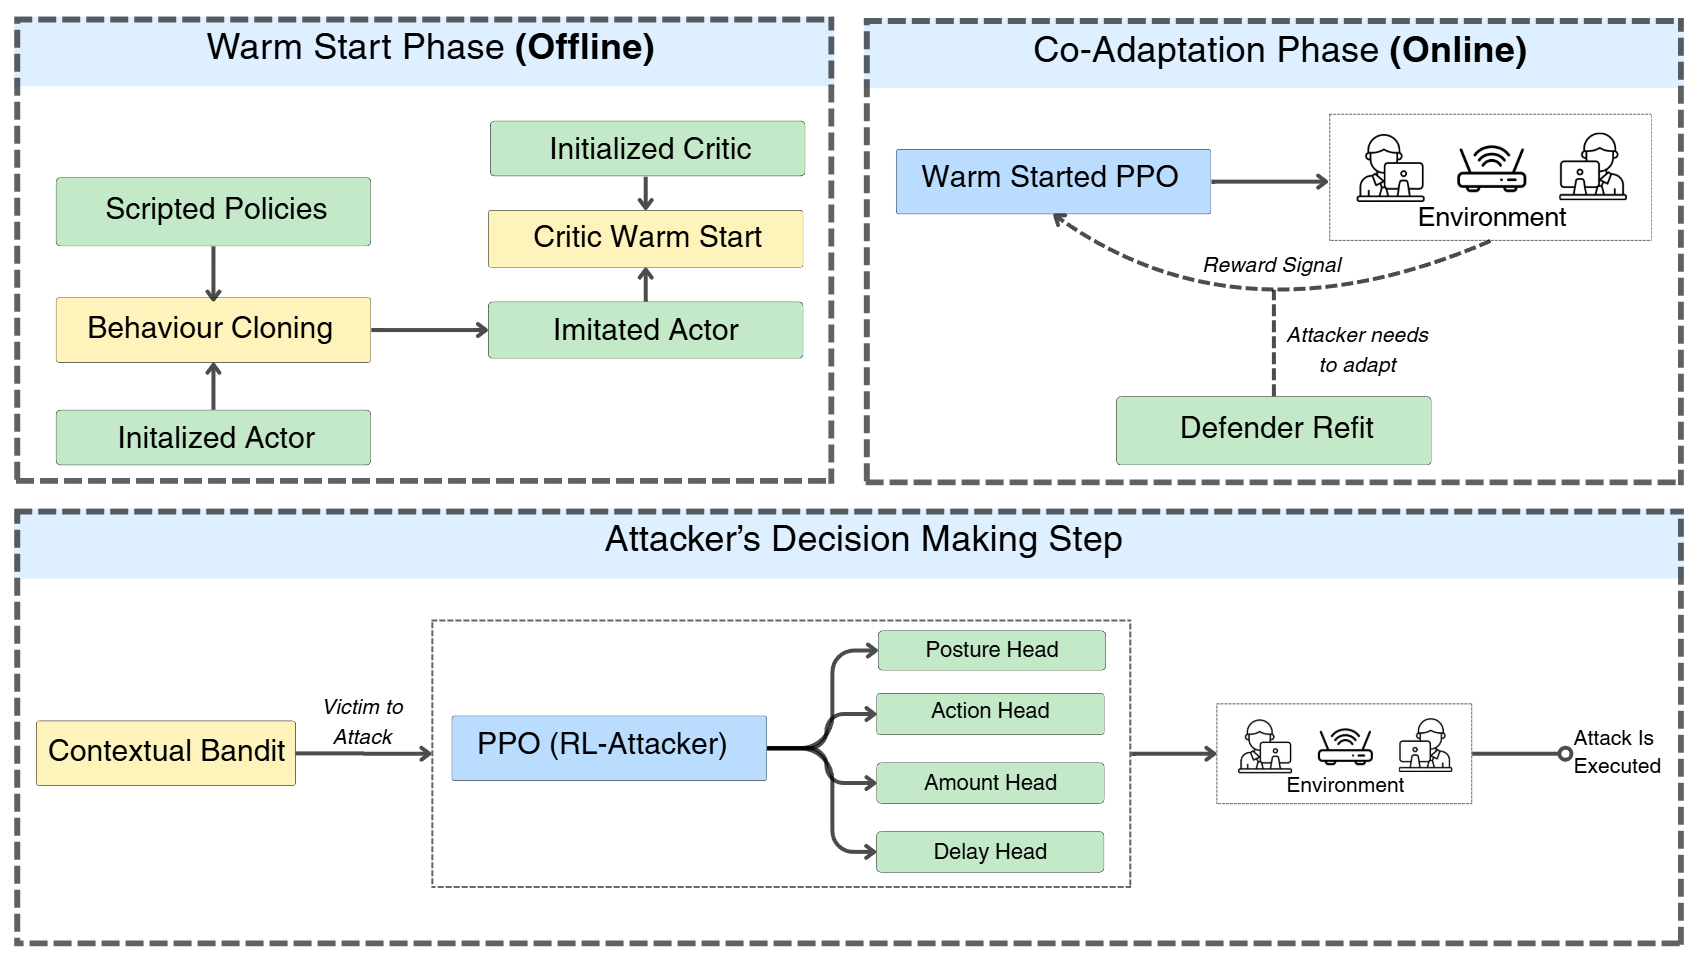 Warm Start Phase (Offline)
Initialized Critic
Scripted Policies
Critic Warm Start
Behaviour Cloning
Imitated Actor
Initalized Actor
Co-Adaptation Phase (Online)
Warm Started PPO
Environment
Reward Signal
Attacker needs
to adapt
Defender Refit
Attacker’s Decision Making Step
Contextual Bandit
Victim to
Attack
PPO (RL-Attacker)
Posture Head
Action Head
Amount Head
Delay Head
Environment
Attack Is
Executed